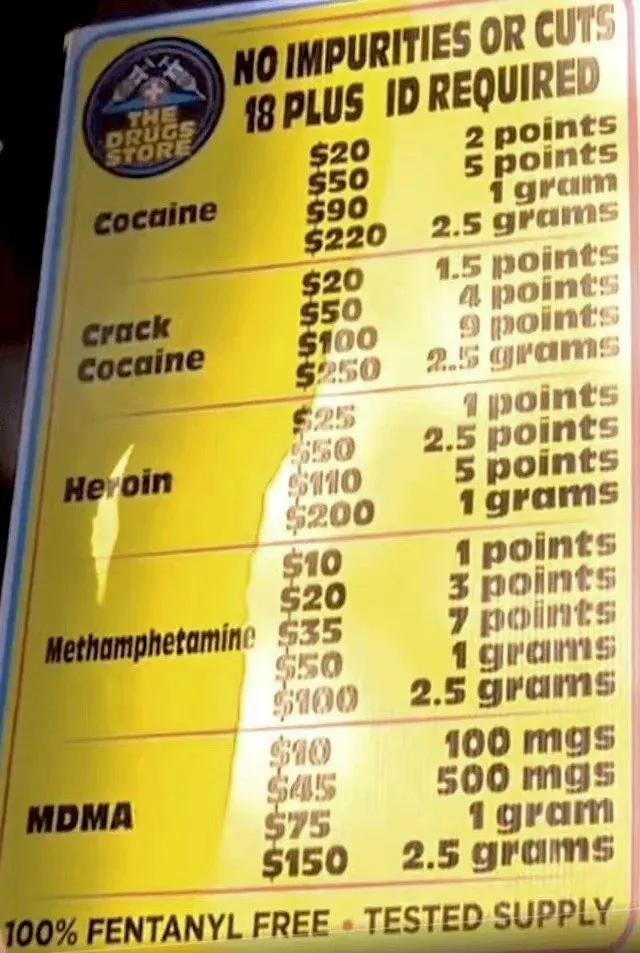 NO IMPURITIES OR CUTS
18 PLUS ID REQUIRED
THE
DRUGS
STORE
Cocaine
$20 2 points
$50 5 points
$90 1 gram
$220 2.5 grams
Crack
Cocaine
$20 1.5 points
$50 4 points
$100 9 points
$250 2.5 grams
Heroin
$25 1 points
$50 2.5 points
$110 5 points
$200 1 grams
Methamphetamine
$10 1 points
$20 3 points
$35 7 points
$50 1 grams
$100 2.5 grams
MDMA
$10 100 mgs
$45 500 mgs
$75 1 gram
$150 2.5 grams
100% FENTANYL FREE • TESTED SUPPLY